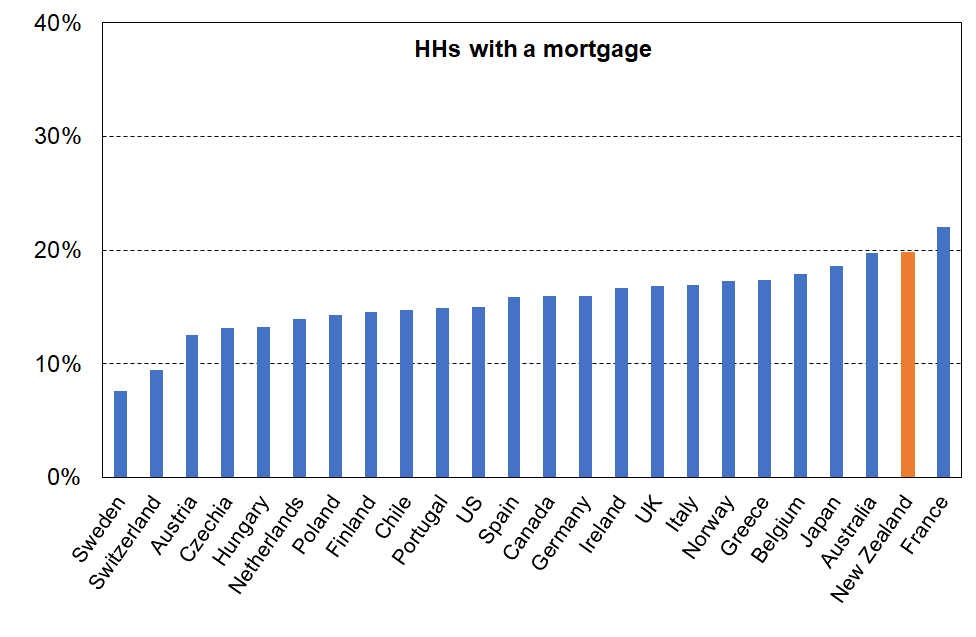 HHs with a mortgage
40%
30%
20%
10%
0%
Sweden
Switzerland
Austria
Czechia
Hungary
Netherlands
Poland
Finland
Chile
Portugal
US
Spain
Canada
Germany
Ireland
UK
Italy
Norway
Greece
Belgium
Japan
Australia
New Zealand
France